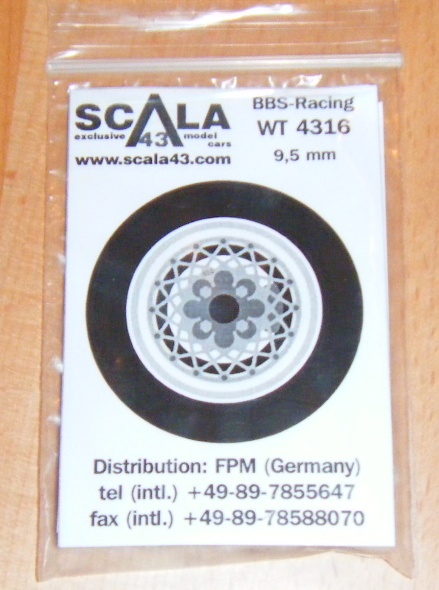 SCALA
exclusive 43 model cars
www.scala43.com
BBS-Racing
WT 4316
9,5 mm
Distribution: FPM (Germany)
tel (intl.) +49-89-7855647
fax (intl.) +49-89-78588070